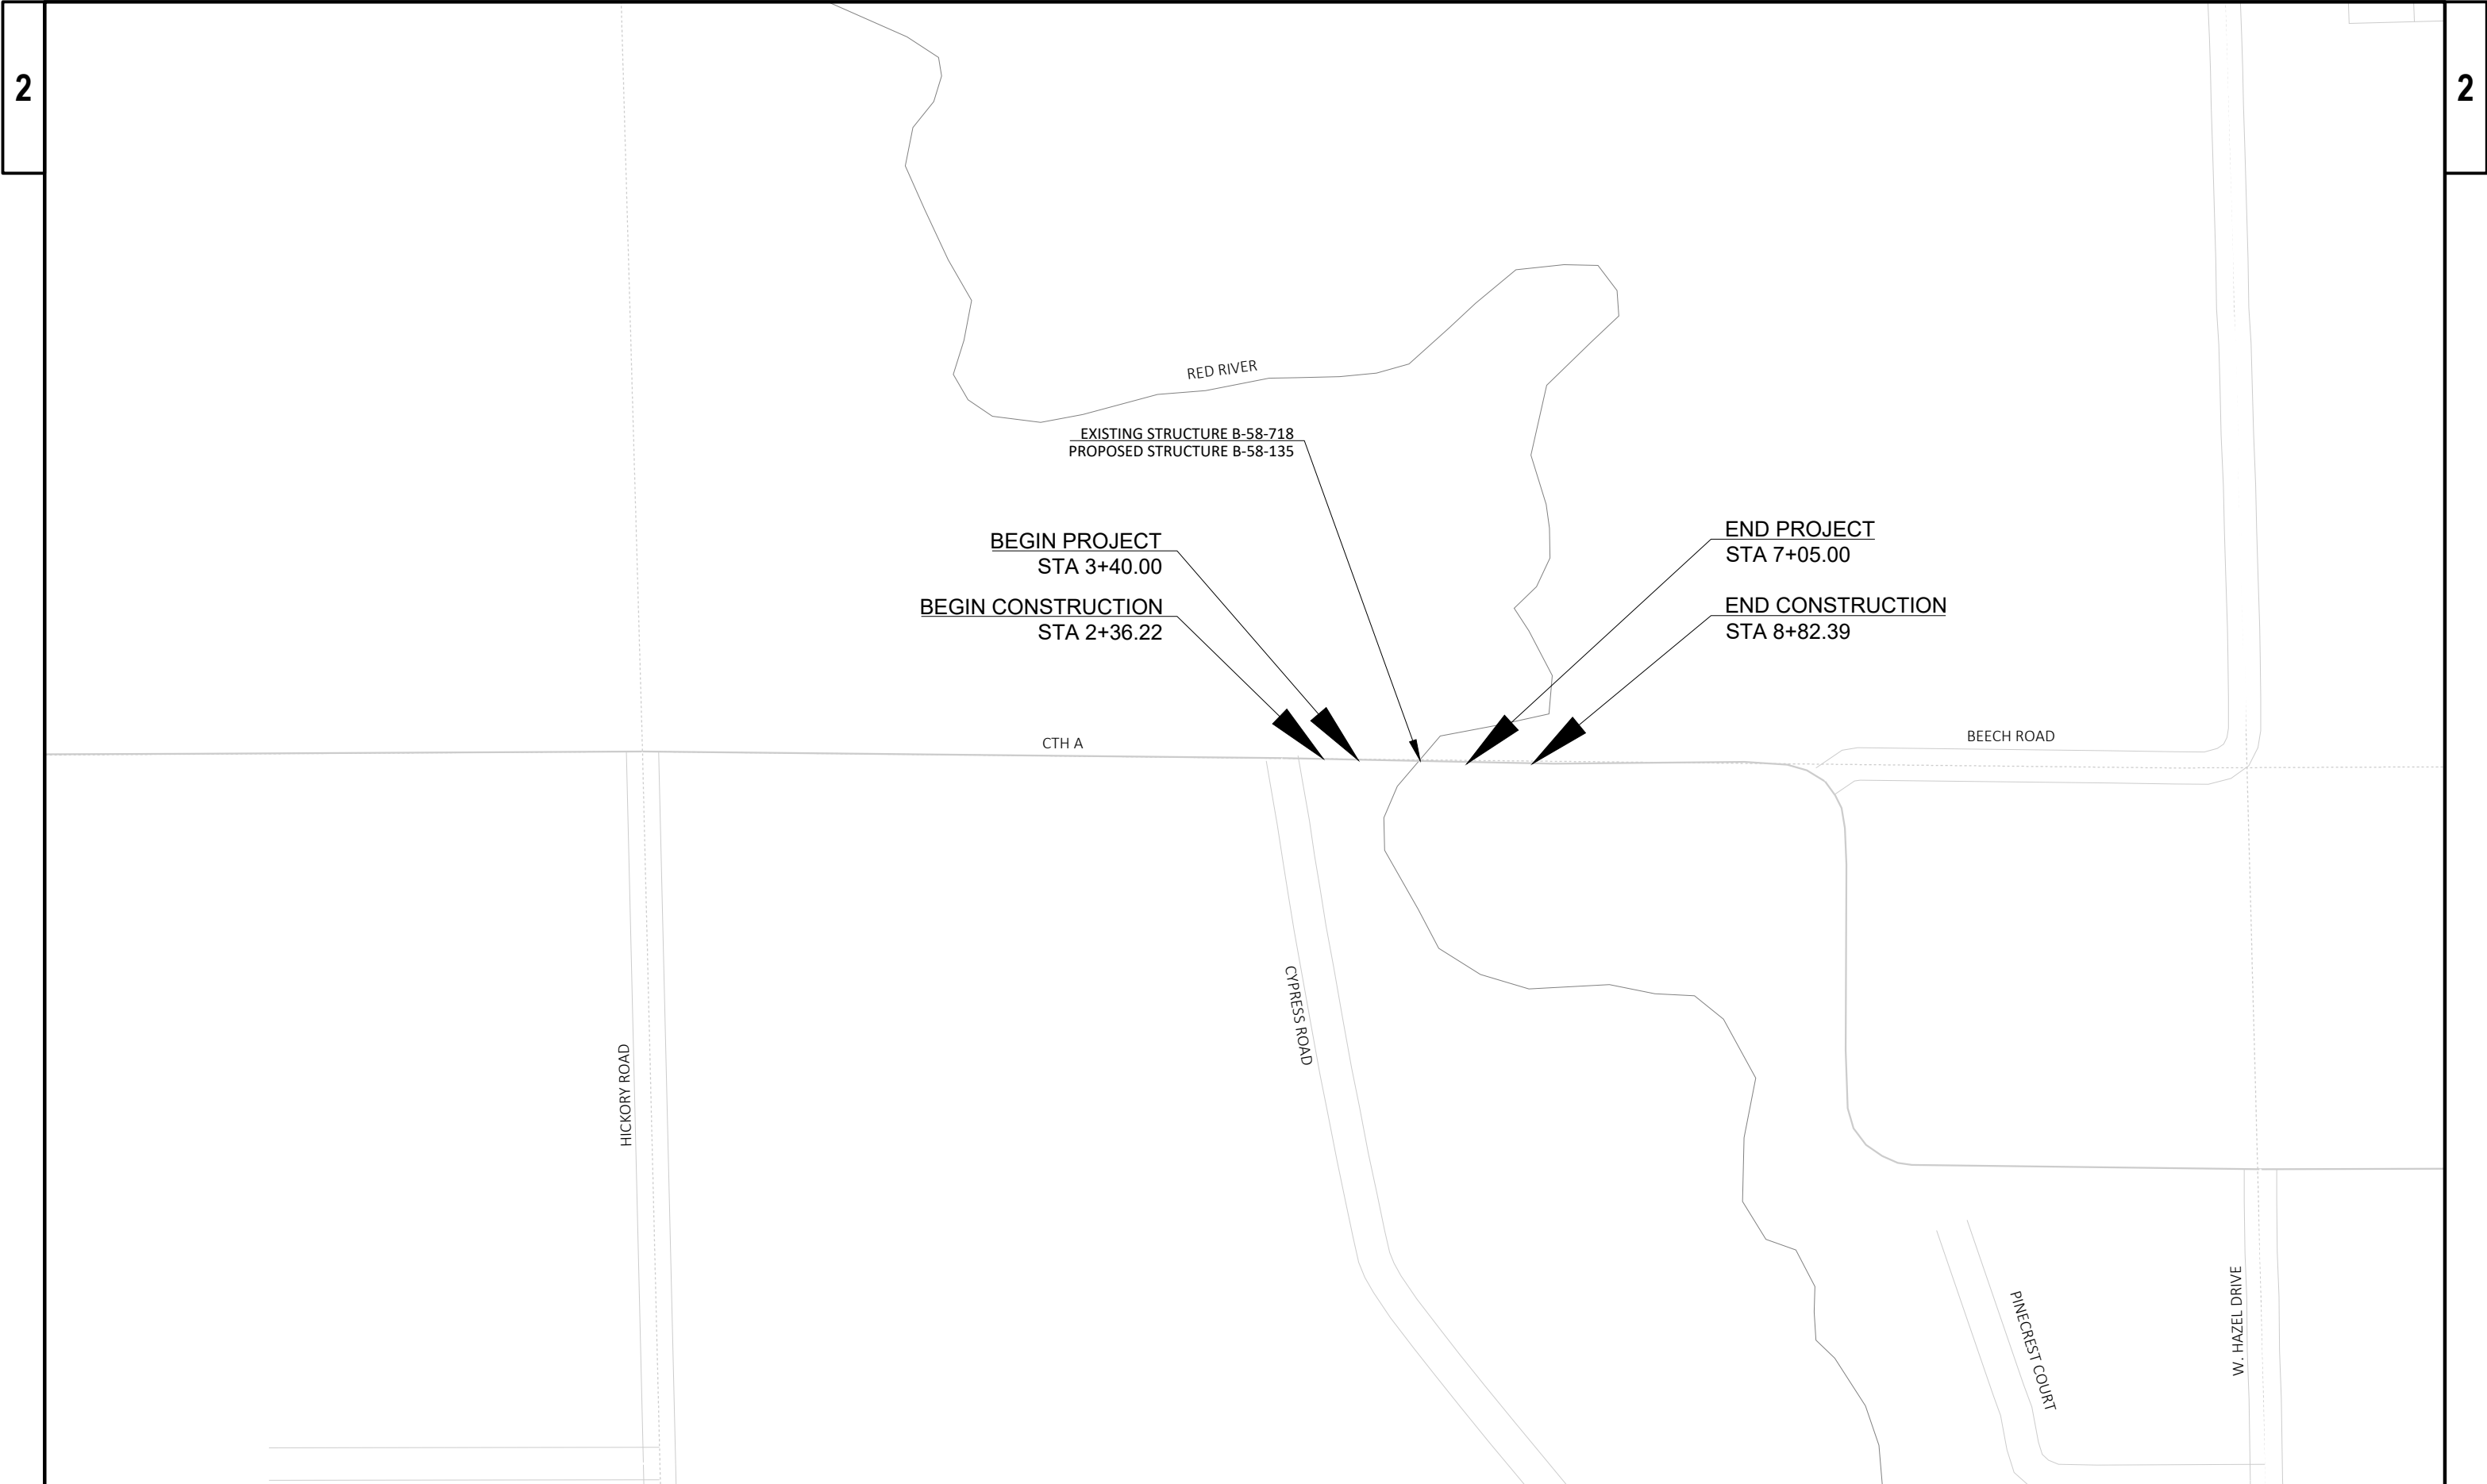 2
2
RED RIVER
EXISTING STRUCTURE B-58-718
PROPOSED STRUCTURE B-58-135
BEGIN PROJECT
STA 3+40.00
END PROJECT
STA 7+05.00
BEGIN CONSTRUCTION
STA 2+36.22
END CONSTRUCTION
STA 8+82.39
CTH A
BEECH ROAD
CYPRESS ROAD
HICKORY ROAD
PINECREST COURT
W. HAZEL DRIVE